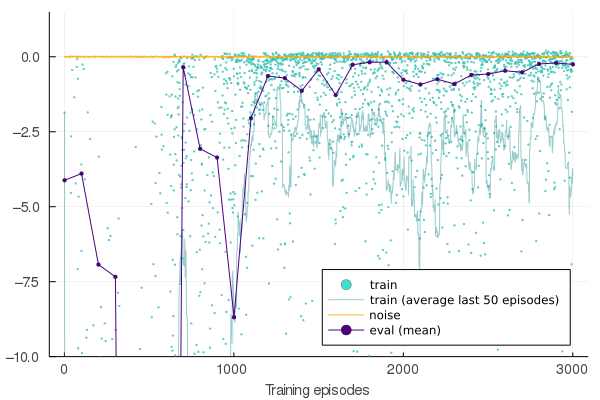 0.0
−2.5
−5.0
−7.5
−10.0
0 1000 2000 3000
Training episodes
train
train (average last 50 episodes)
noise
eval (mean)